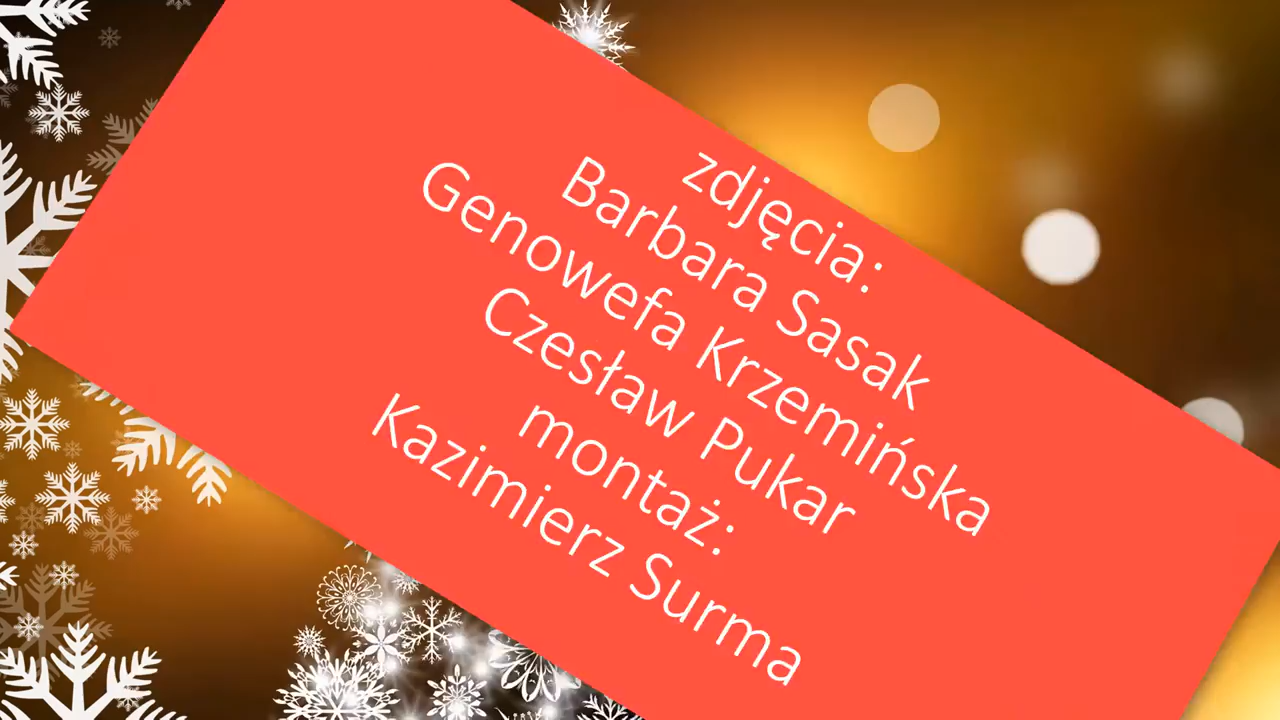 zdjęcia:
Barbara Sasak
Genowefa Krzemińska
Czesław Pukar
montaż:
Kazimierz Surma